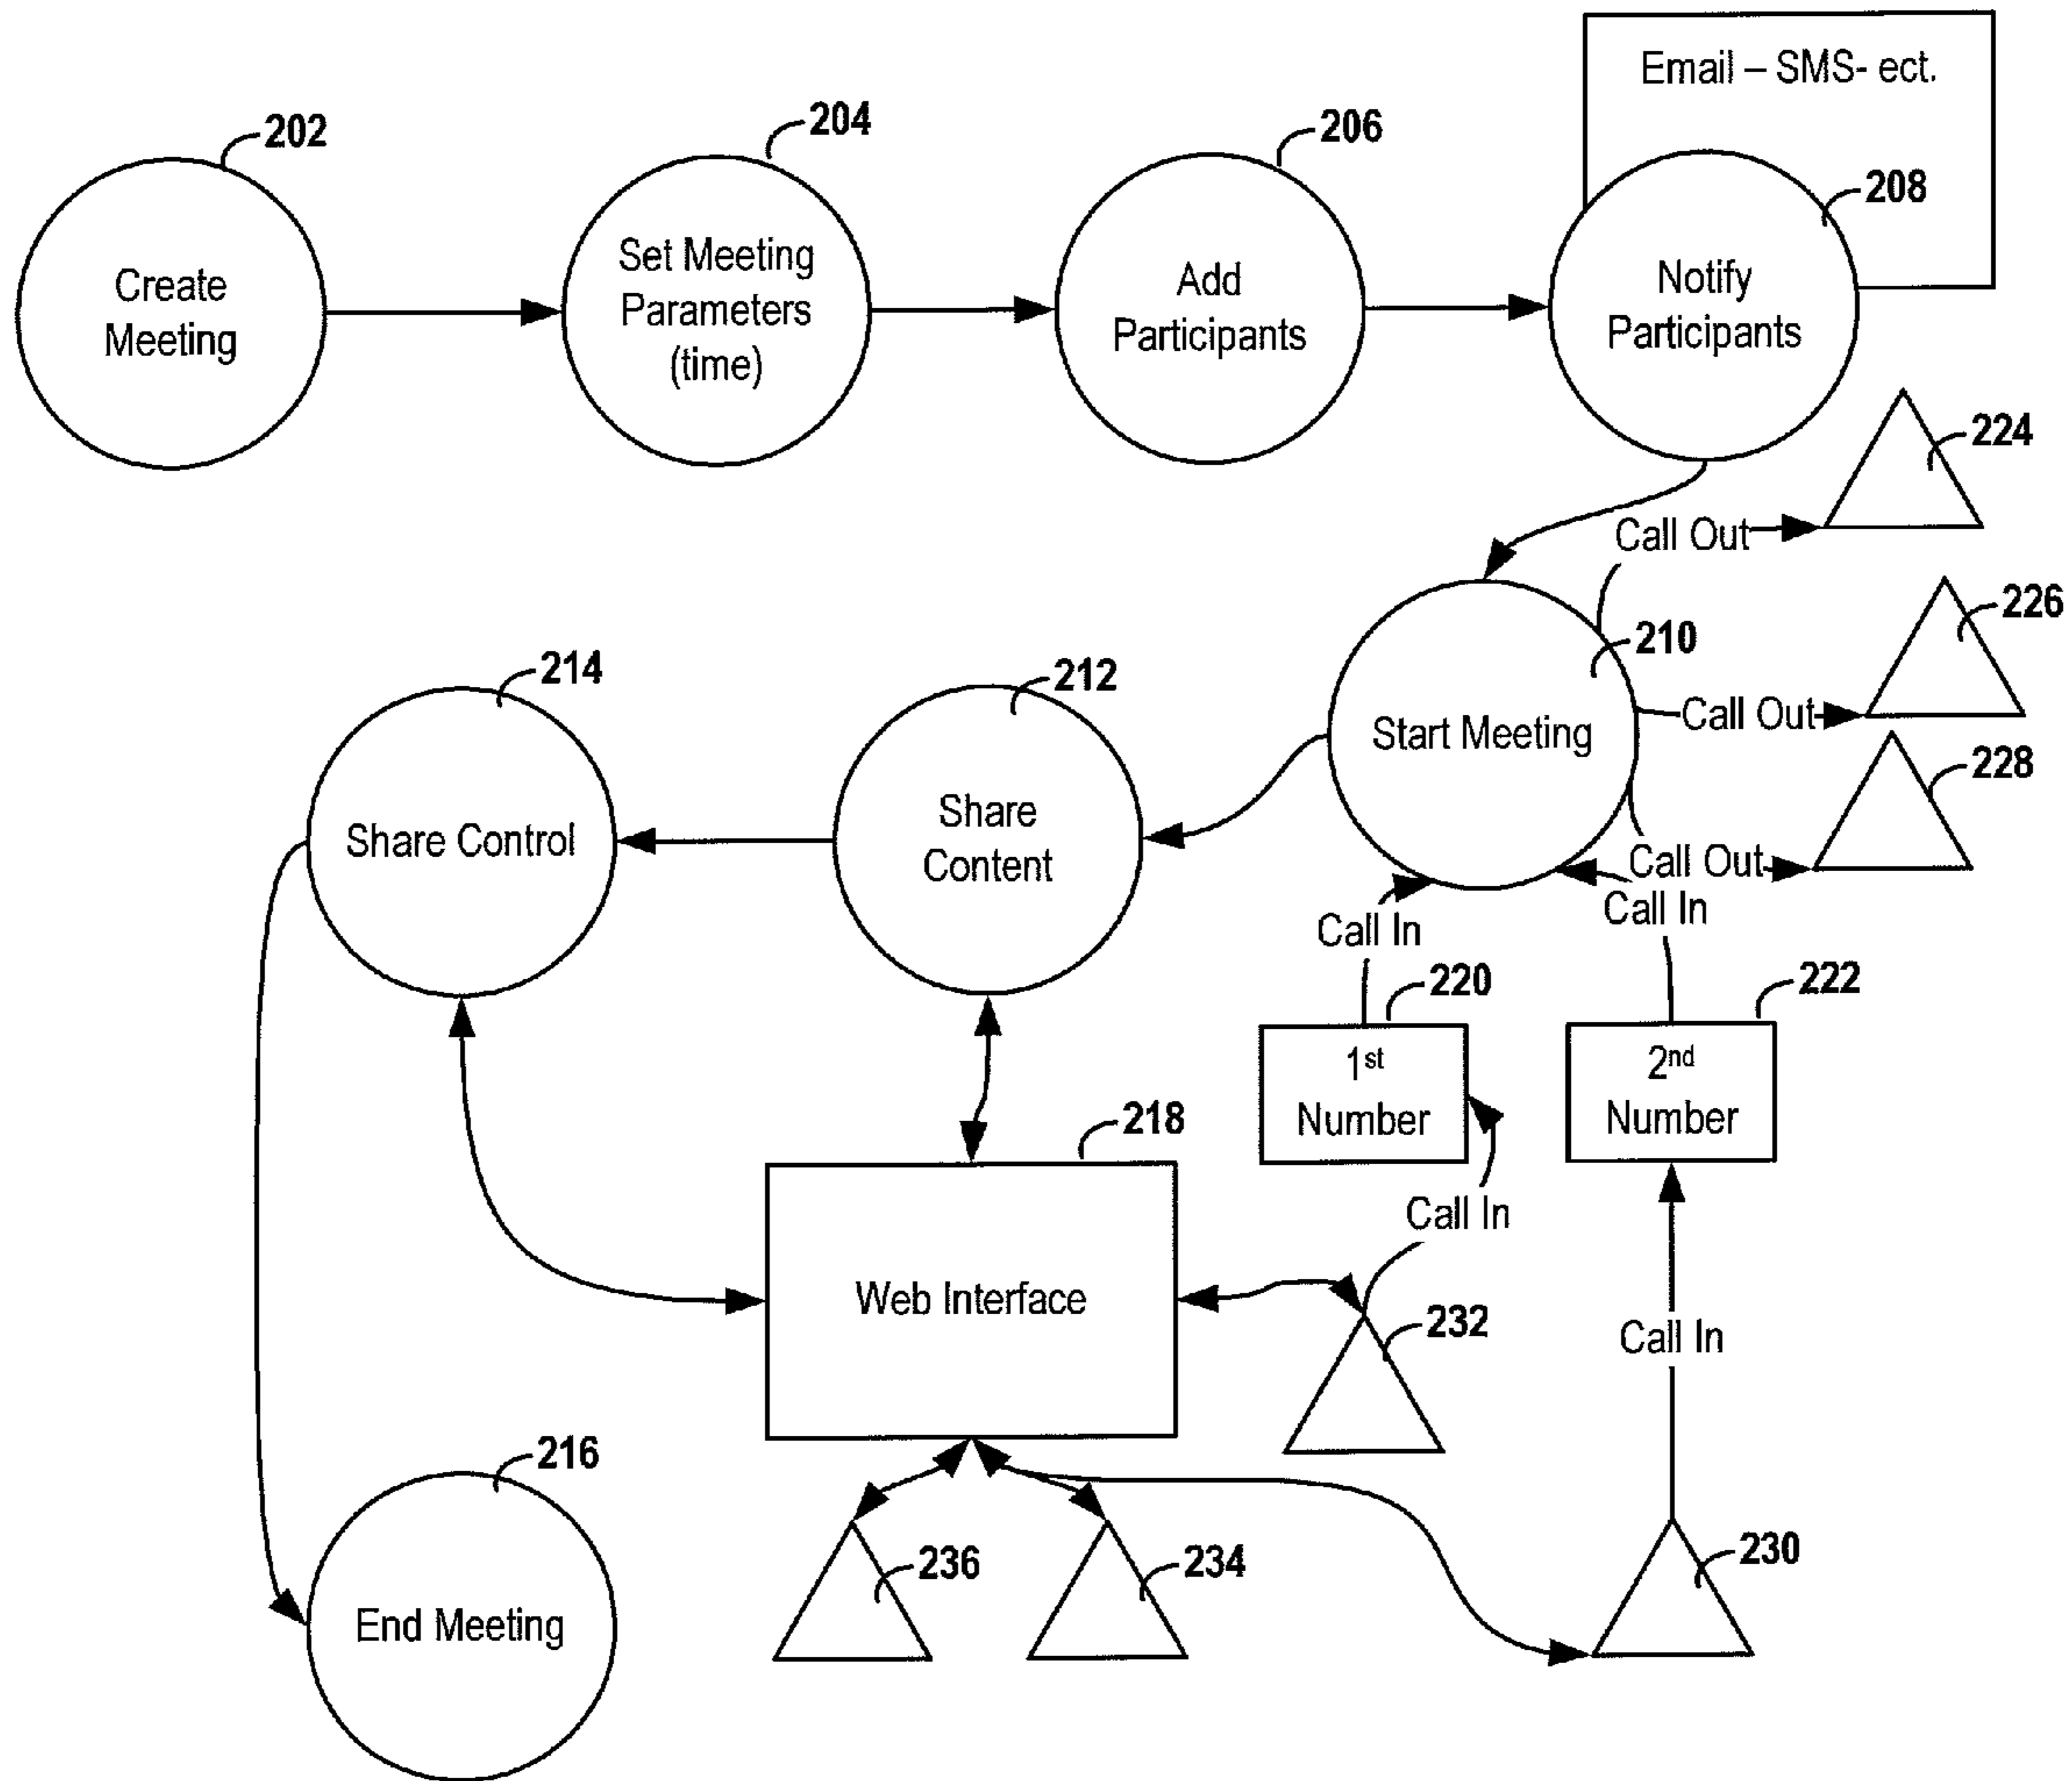 Email – SMS- ect.
202
204
206
208
Create
Meeting
Set Meeting
Parameters
(time)
Add
Participants
Notify
Participants
224
Call Out
226
210
214
212
Call Out
Start Meeting
228
Share Control
Share
Content
Call Out
Call In
Call In
220
222
1st
Number
2nd
Number
218
Call In
Web Interface
232
Call In
216
236
234
230
End Meeting